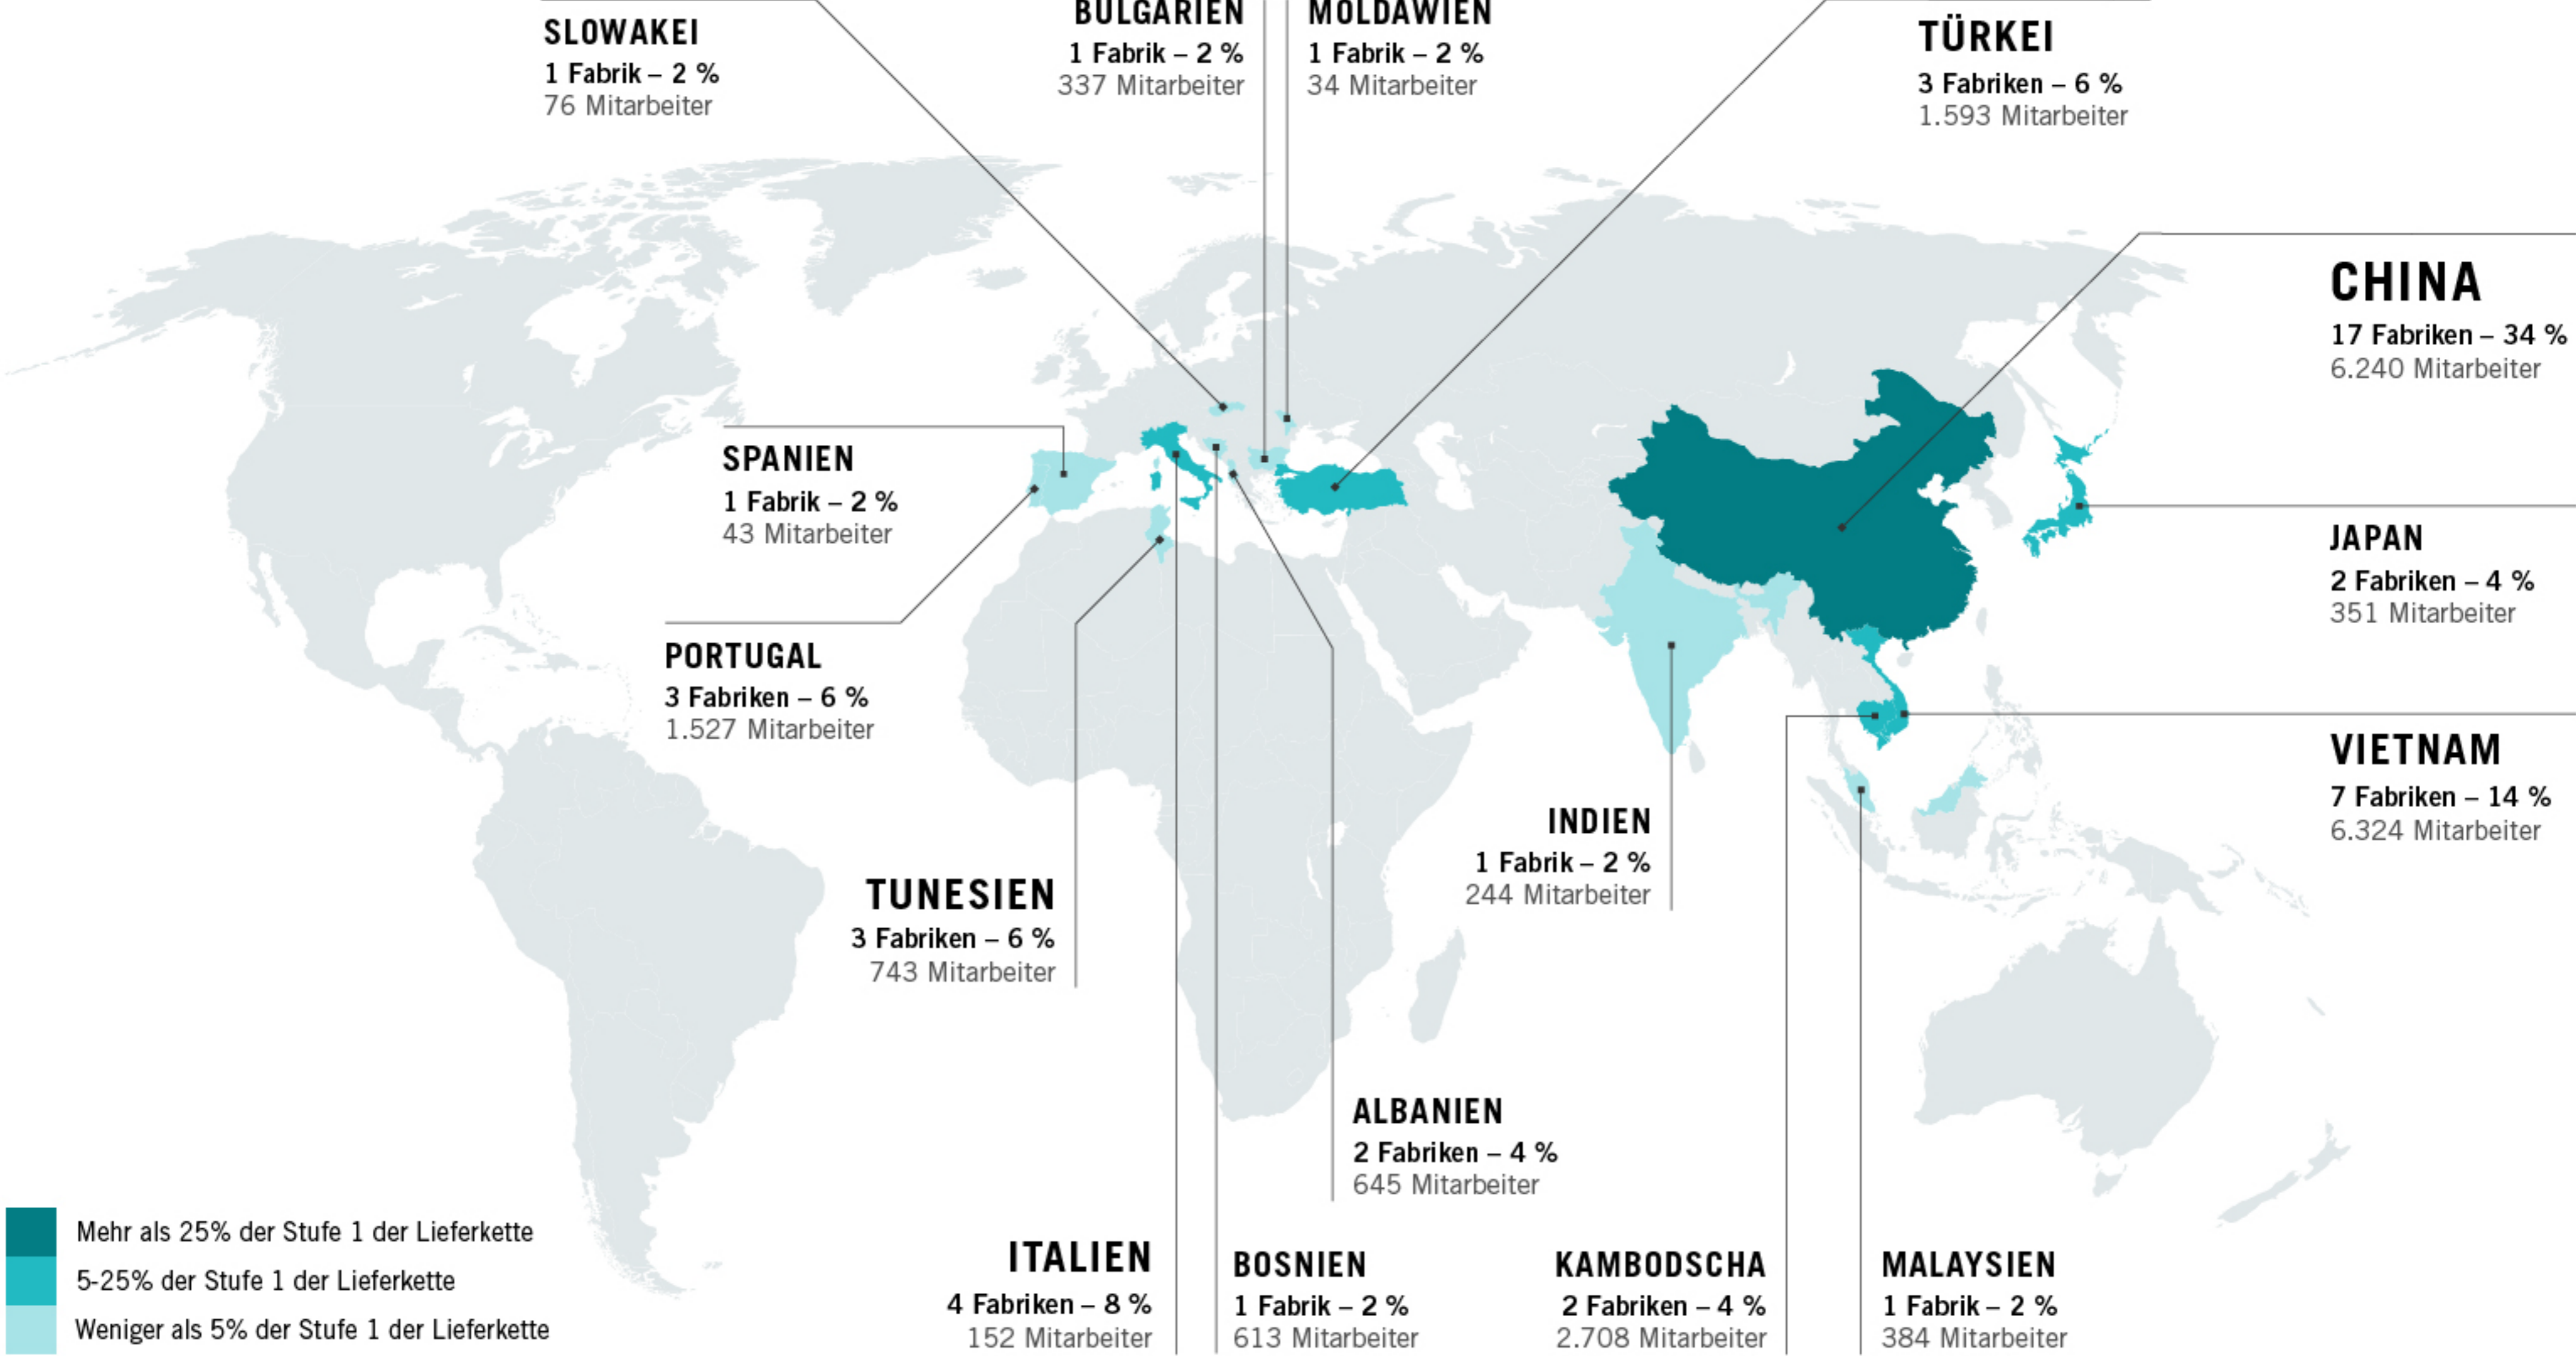 SLOWAKEI
1 Fabrik – 2 %
76 Mitarbeiter
BULGARIEN
1 Fabrik – 2 %
337 Mitarbeiter
MOLDAWIEN
1 Fabrik – 2 %
34 Mitarbeiter
TÜRKEI
3 Fabriken – 6 %
1.593 Mitarbeiter
CHINA
17 Fabriken – 34 %
6.240 Mitarbeiter
SPANIEN
1 Fabrik – 2 %
43 Mitarbeiter
JAPAN
2 Fabriken – 4 %
351 Mitarbeiter
PORTUGAL
3 Fabriken – 6 %
1.527 Mitarbeiter
VIETNAM
7 Fabriken – 14 %
6.324 Mitarbeiter
INDIEN
1 Fabrik – 2 %
244 Mitarbeiter
TUNESIEN
3 Fabriken – 6 %
743 Mitarbeiter
ALBANIEN
2 Fabriken – 4 %
645 Mitarbeiter
Mehr als 25% der Stufe 1 der Lieferkette
5-25% der Stufe 1 der Lieferkette
Weniger als 5% der Stufe 1 der Lieferkette
ITALIEN
4 Fabriken – 8 %
152 Mitarbeiter
BOSNIEN
1 Fabrik – 2 %
613 Mitarbeiter
KAMBODSCHA
2 Fabriken – 4 %
2.708 Mitarbeiter
MALAYSIEN
1 Fabrik – 2 %
384 Mitarbeiter